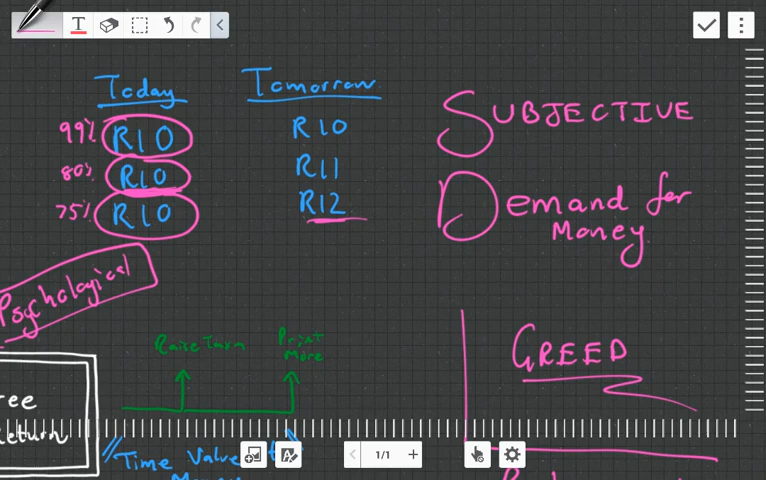 T
Today
Tomorrow
99% R10 R10
80% R10 R11
75% R10 R12
SUBJECTIVE
Demand for
Money
Psychological
Raise
Print
More
GREED
ree
Return
Time Value
1/1